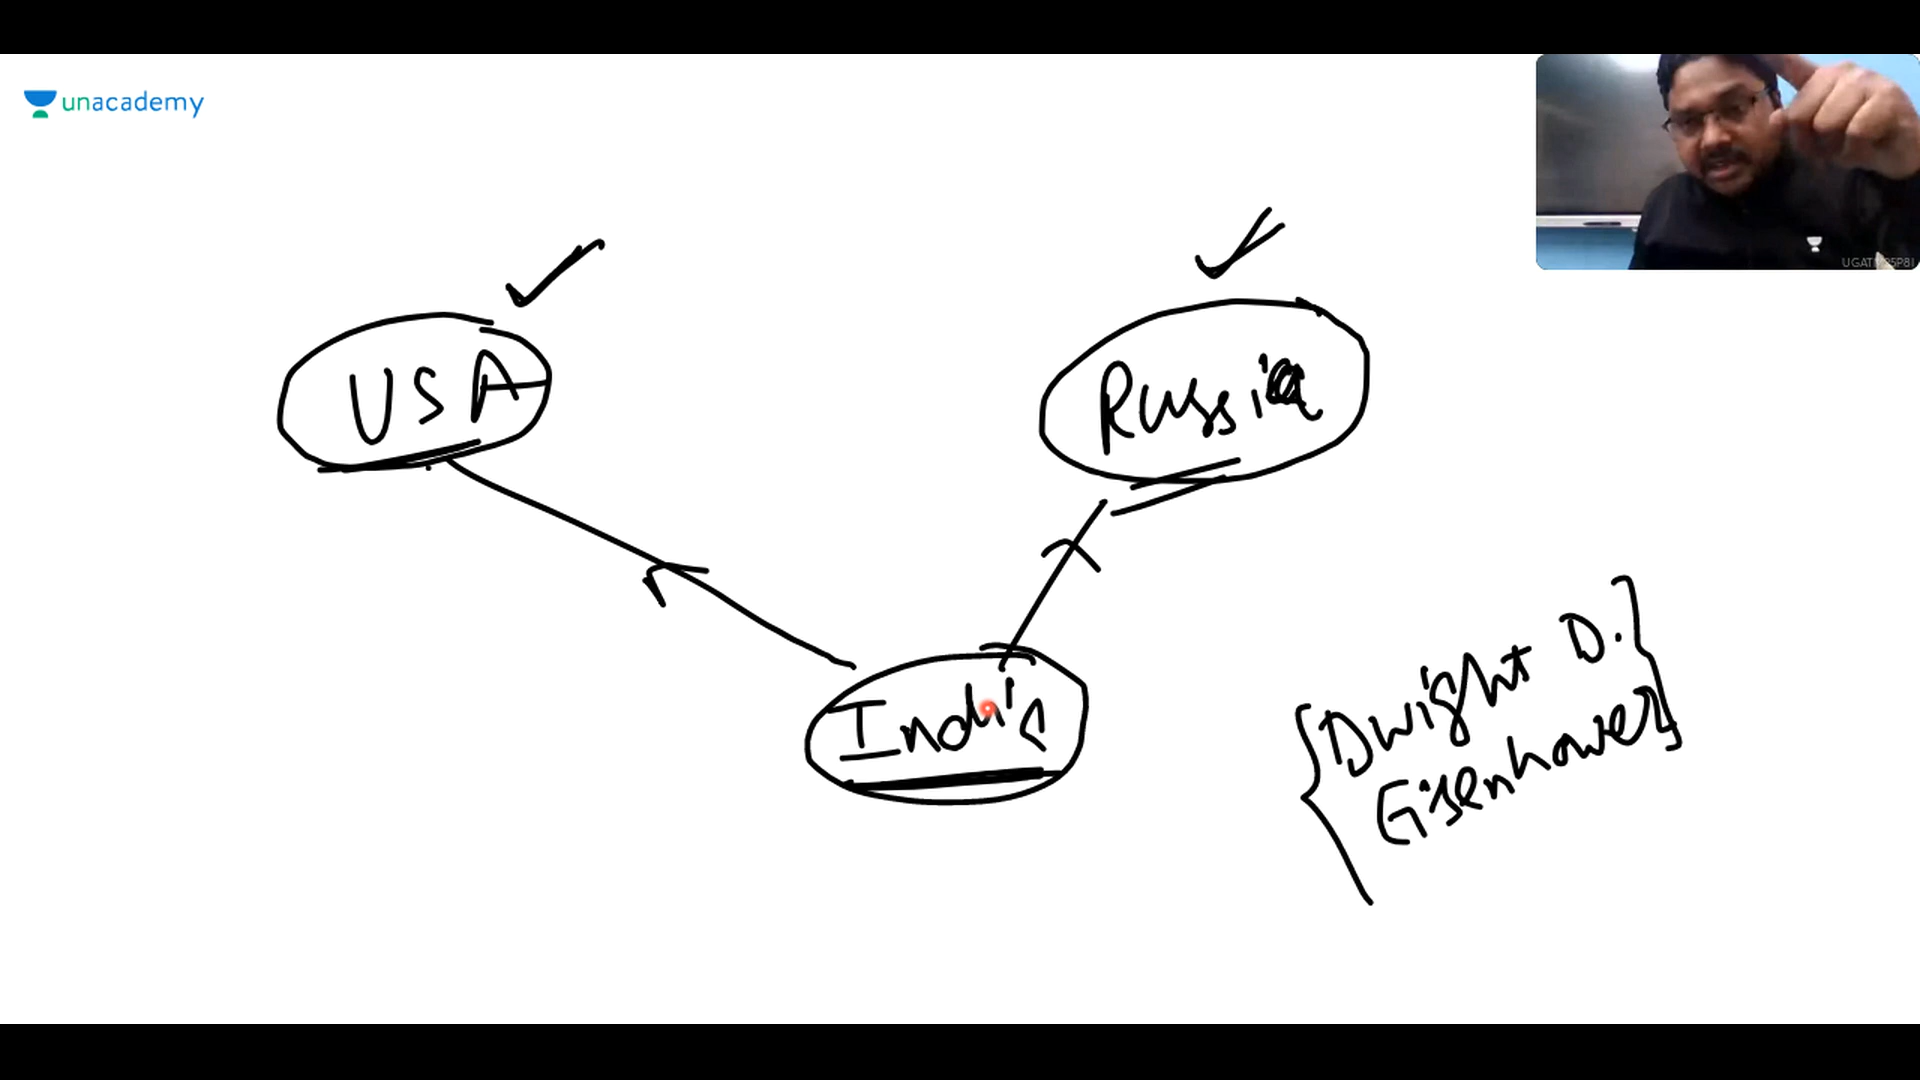 unacademy
USA
Russia
India
{Dwight D.}
Eisenhower